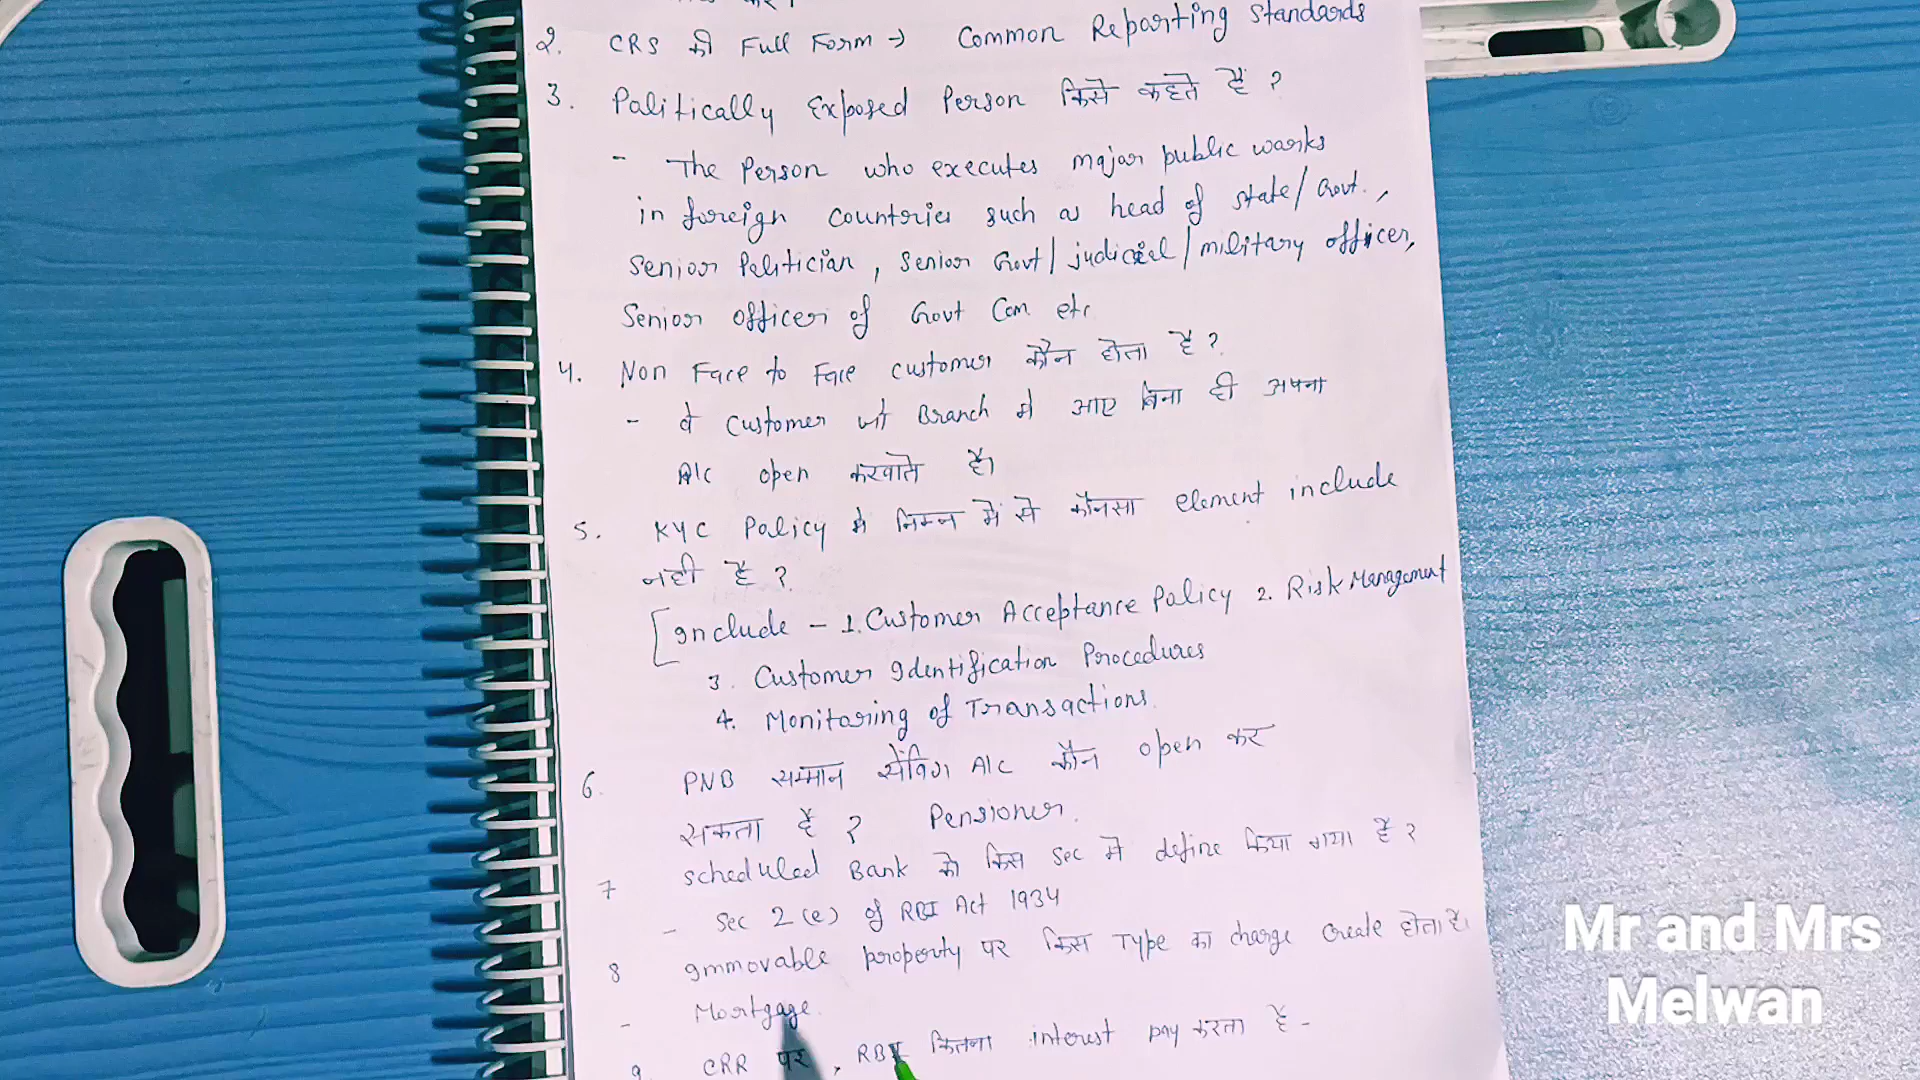 2. CRS की Full Form → Common Reporting Standards
3. Politically Exposed Person किसे कहते हैं ?
- The Person who executes major public works
in foreign countries such as head of state/Govt.,
Senior Politician, Senior Govt/judicial/military officer,
Senior officer of Govt Com. etc
4. Non Face to Face customer कौन होता है ?
- वे Customer जो Branch मे आए बिना ही अपना
A/c open करवाते है।
5. KYC Policy मे निम्न में से कौनसा element include
नही है ?
[Include - 1. Customer Acceptance Policy 2. Risk Management
3. Customer Identification Procedures
4. Monitoring of Transactions.
6. PNB सम्मान सेविंग A/c कौन open कर
सकता है ? Pensioner.
7 Scheduled Bank को किस Sec मे define किया गया है ?
- Sec 2(e) of RBI Act 1934
8 Immovable property पर किस Type का charge Create होता है।
- Mortgage.
9 CRR पर, RBI कितना interest pay करता है -
Mr and Mrs
Melwan